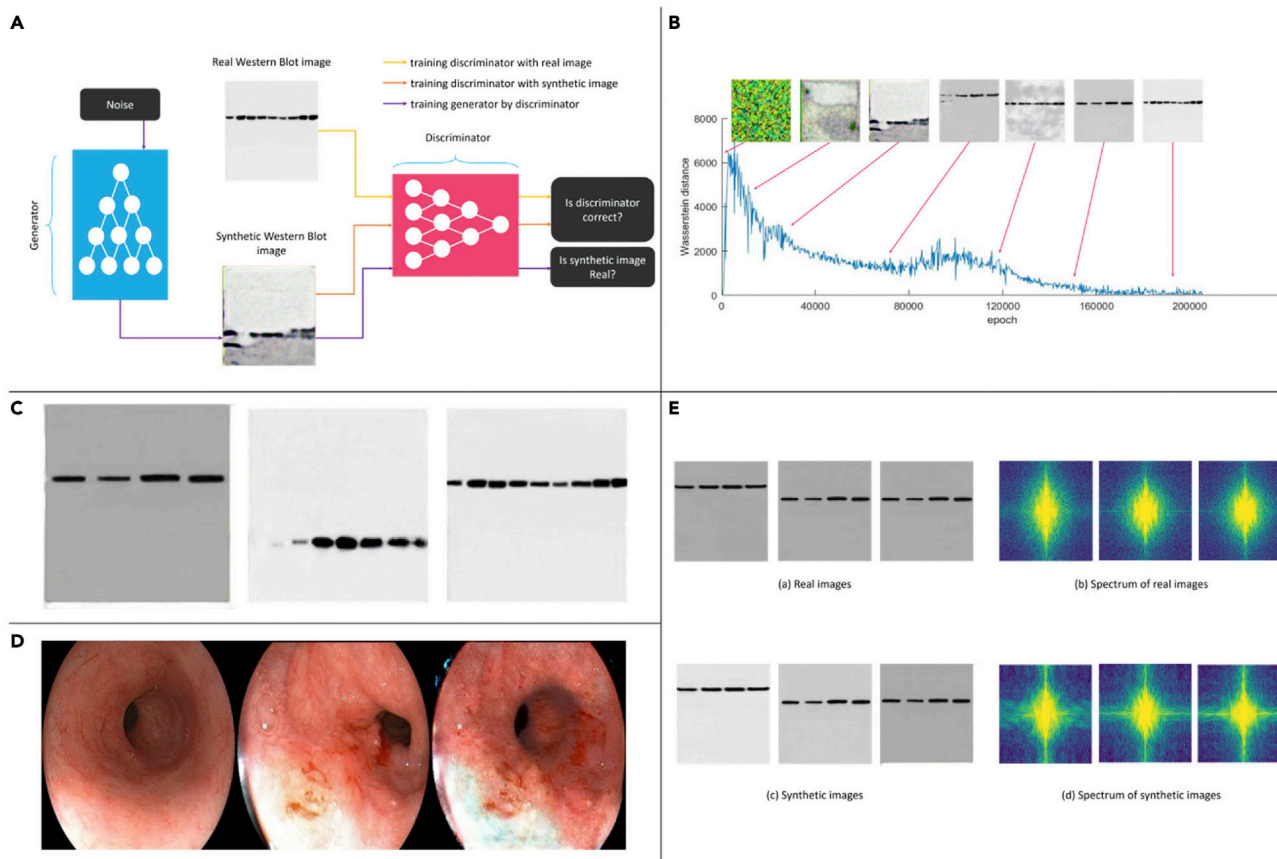 A
Real Western Blot image
training discriminator with real image
training discriminator with synthetic image
training generator by discriminator
Noise
Discriminator
Generator
Is discriminator
correct?
Synthetic Western Blot
image
Is synthetic image
Real?
B
8000
6000
4000
2000
0
Wasserstein distance
0
40000
80000
120000
160000
200000
epoch
C
D
E
(a) Real images
(b) Spectrum of real images
(c) Synthetic images
(d) Spectrum of synthetic images